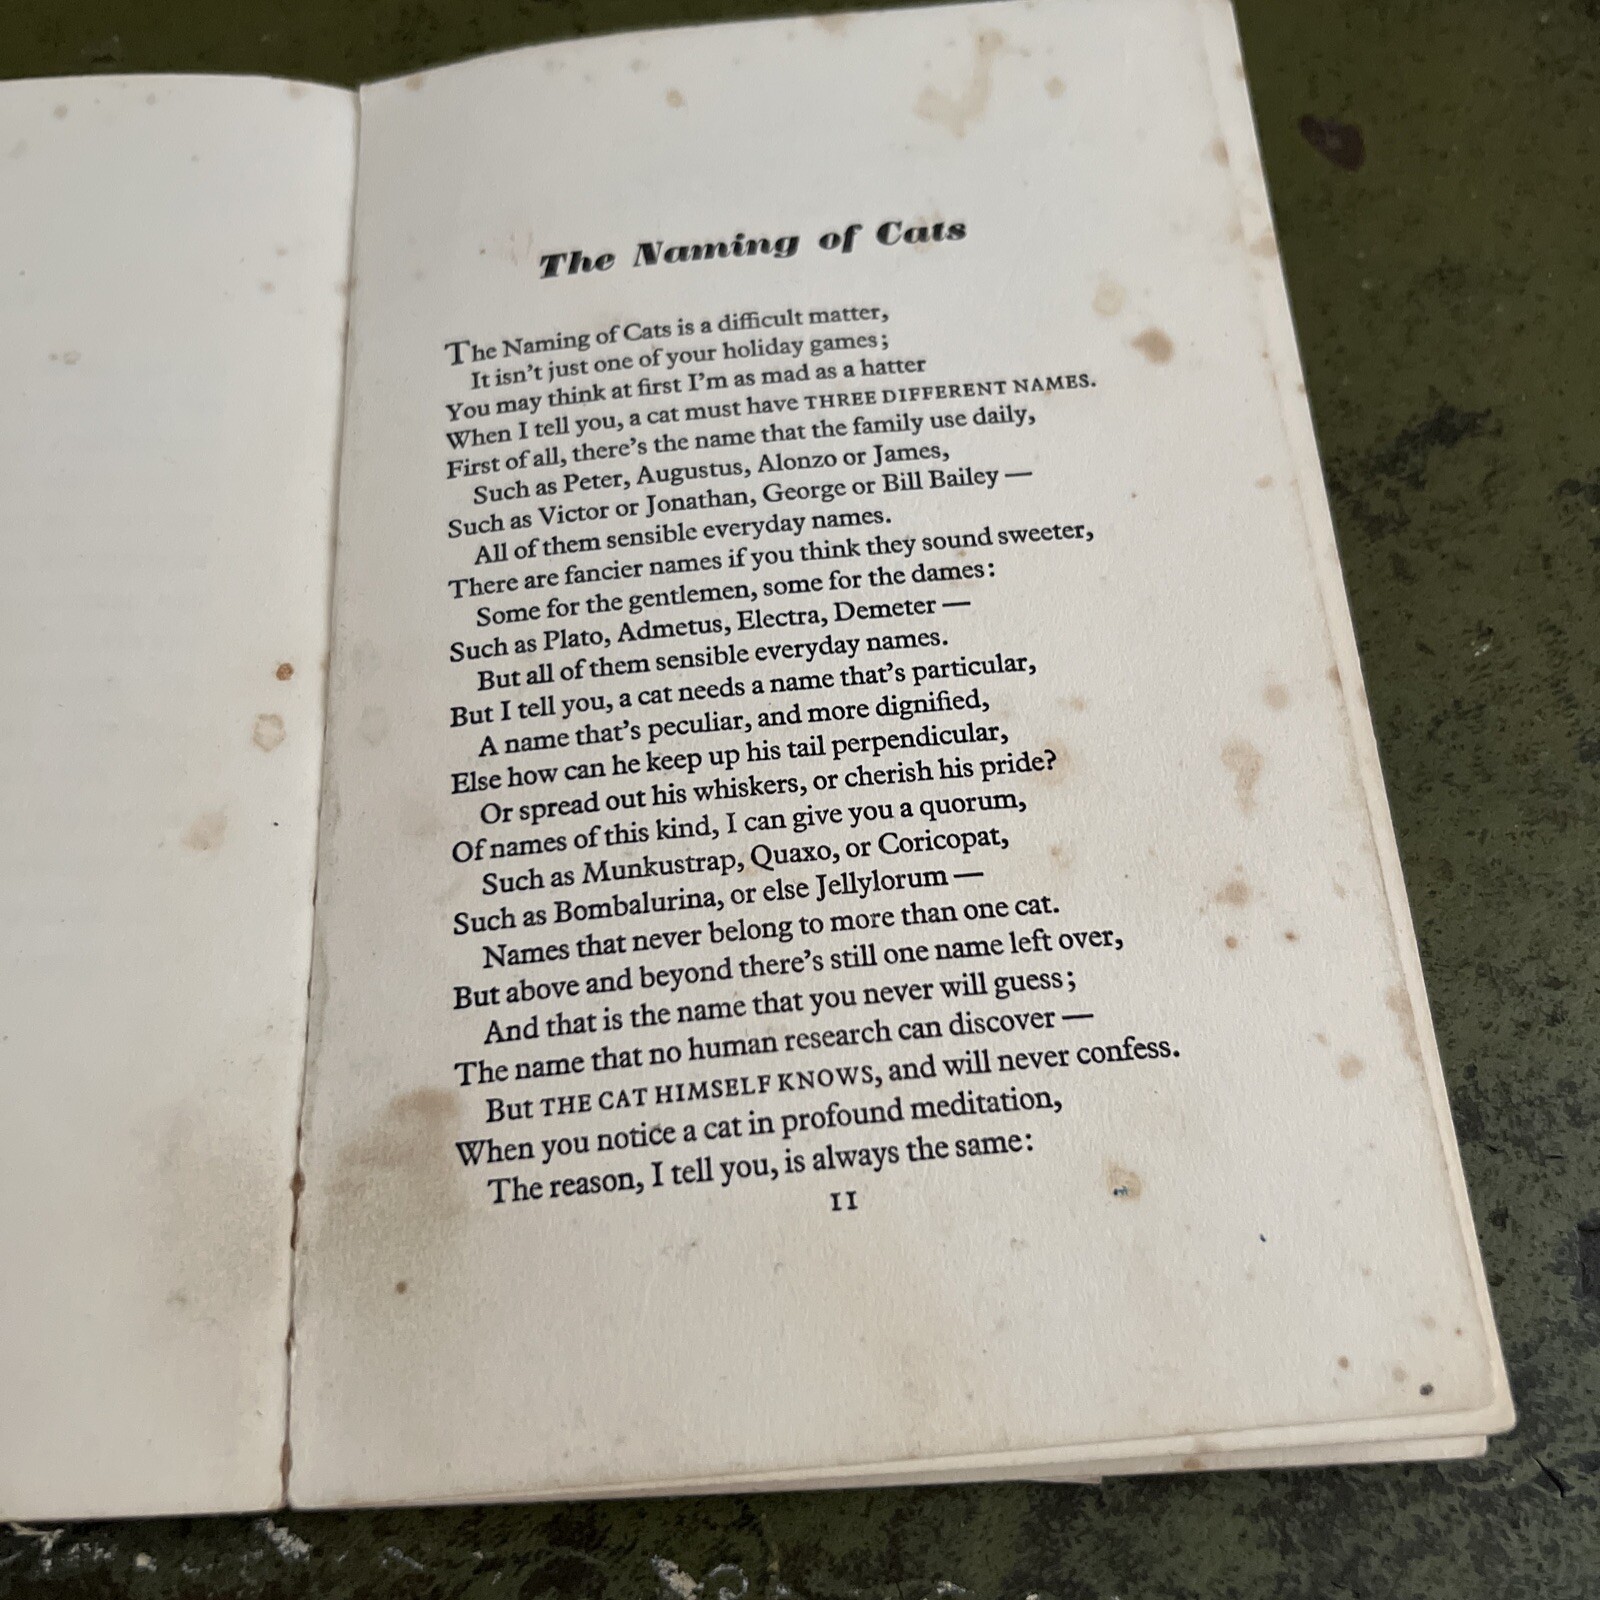 The Naming of Cats
The Naming of Cats is a difficult matter,
It isn't just one of your holiday games;
You may think at first I'm as mad as a hatter
When I tell you, a cat must have THREE DIFFERENT NAMES.
First of all, there's the name that the family use daily,
Such as Peter, Augustus, Alonzo or James,
Such as Victor or Jonathan, George or Bill Bailey —
All of them sensible everyday names.
There are fancier names if you think they sound sweeter,
Some for the gentlemen, some for the dames:
Such as Plato, Admetus, Electra, Demeter —
But all of them sensible everyday names.
But I tell you, a cat needs a name that's particular,
A name that's peculiar, and more dignified,
Else how can he keep up his tail perpendicular,
Or spread out his whiskers, or cherish his pride?
Of names of this kind, I can give you a quorum,
Such as Munkustrap, Quaxo, or Coricopat,
Such as Bombalurina, or else Jellylorum —
Names that never belong to more than one cat.
But above and beyond there's still one name left over,
And that is the name that you never will guess;
The name that no human research can discover —
But THE CAT HIMSELF KNOWS, and will never confess.
When you notice a cat in profound meditation,
The reason, I tell you, is always the same:
11